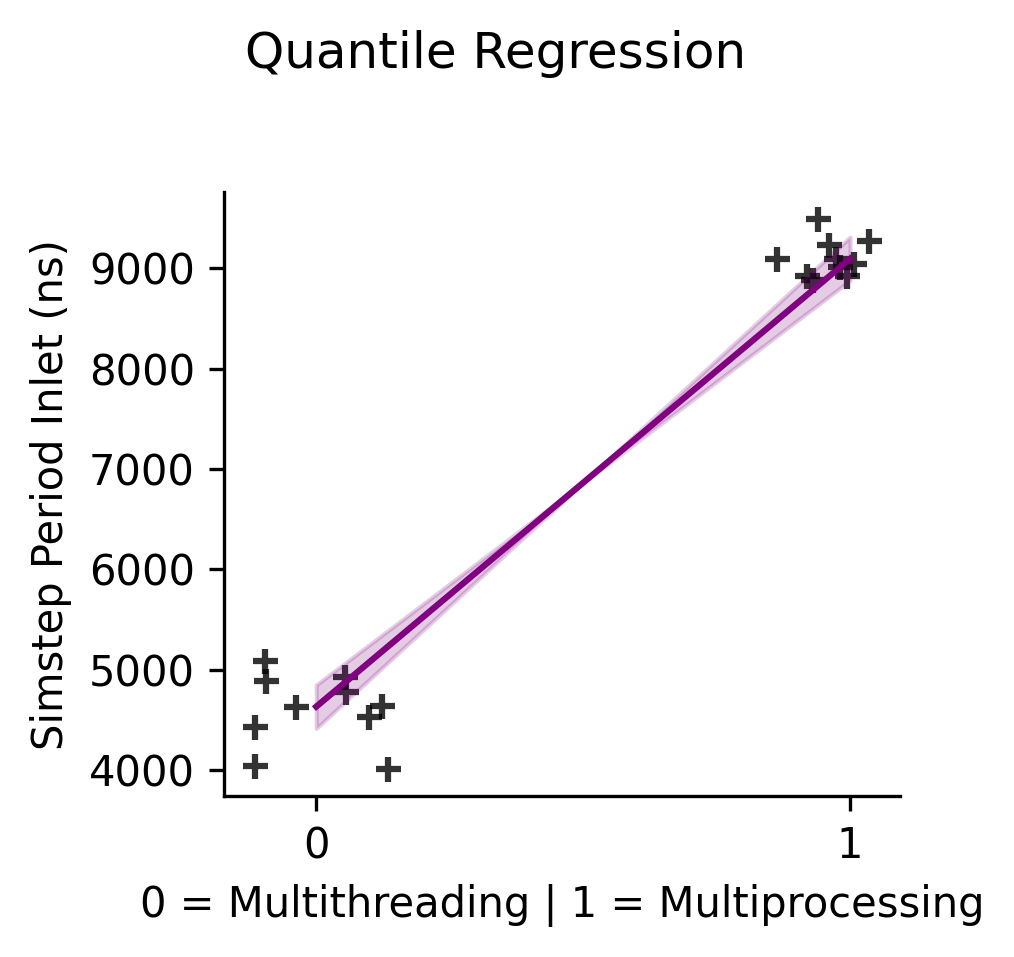 Quantile Regression
Simstep Period Inlet (ns)
9000
8000
7000
6000
5000
4000
0
1
0 = Multithreading | 1 = Multiprocessing